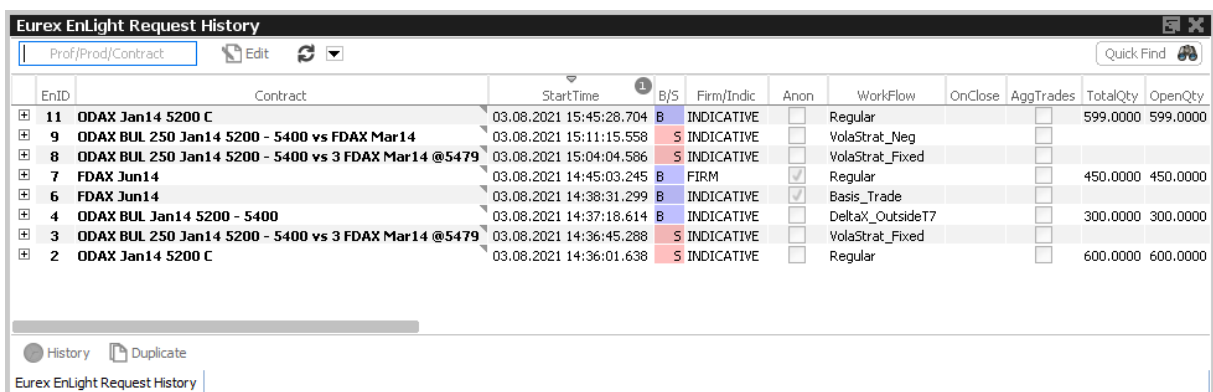 Eurex EnLight Request History
Prof/Prod/Contract Edit Quick Find
EnID Contract StartTime 1 B/S Firm/Indic Anon WorkFlow OnClose AggTrades TotalQty OpenQty
11 ODAX Jan14 5200 C 03.08.2021 15:45:28.704 B INDICATIVE Regular 599.0000 599.0000
9 ODAX BUL 250 Jan14 5200 - 5400 vs FDAX Mar14 03.08.2021 15:11:15.558 S INDICATIVE VolaStrat_Neg
8 ODAX BUL 250 Jan14 5200 - 5400 vs 3 FDAX Mar14 @5479 03.08.2021 15:04:04.586 S INDICATIVE VolaStrat_Fixed
7 FDAX Jun14 03.08.2021 14:45:03.245 B FIRM Regular 450.0000 450.0000
6 FDAX Jun14 03.08.2021 14:38:31.299 B INDICATIVE Basis_Trade
4 ODAX BUL Jan14 5200 - 5400 03.08.2021 14:37:18.614 B INDICATIVE DeltaX_OutsideT7 300.0000 300.0000
3 ODAX BUL 250 Jan14 5200 - 5400 vs 3 FDAX Mar14 @5479 03.08.2021 14:36:45.288 S INDICATIVE VolaStrat_Fixed
2 ODAX Jan14 5200 C 03.08.2021 14:36:01.638 S INDICATIVE Regular 600.0000 600.0000
History Duplicate
Eurex EnLight Request History